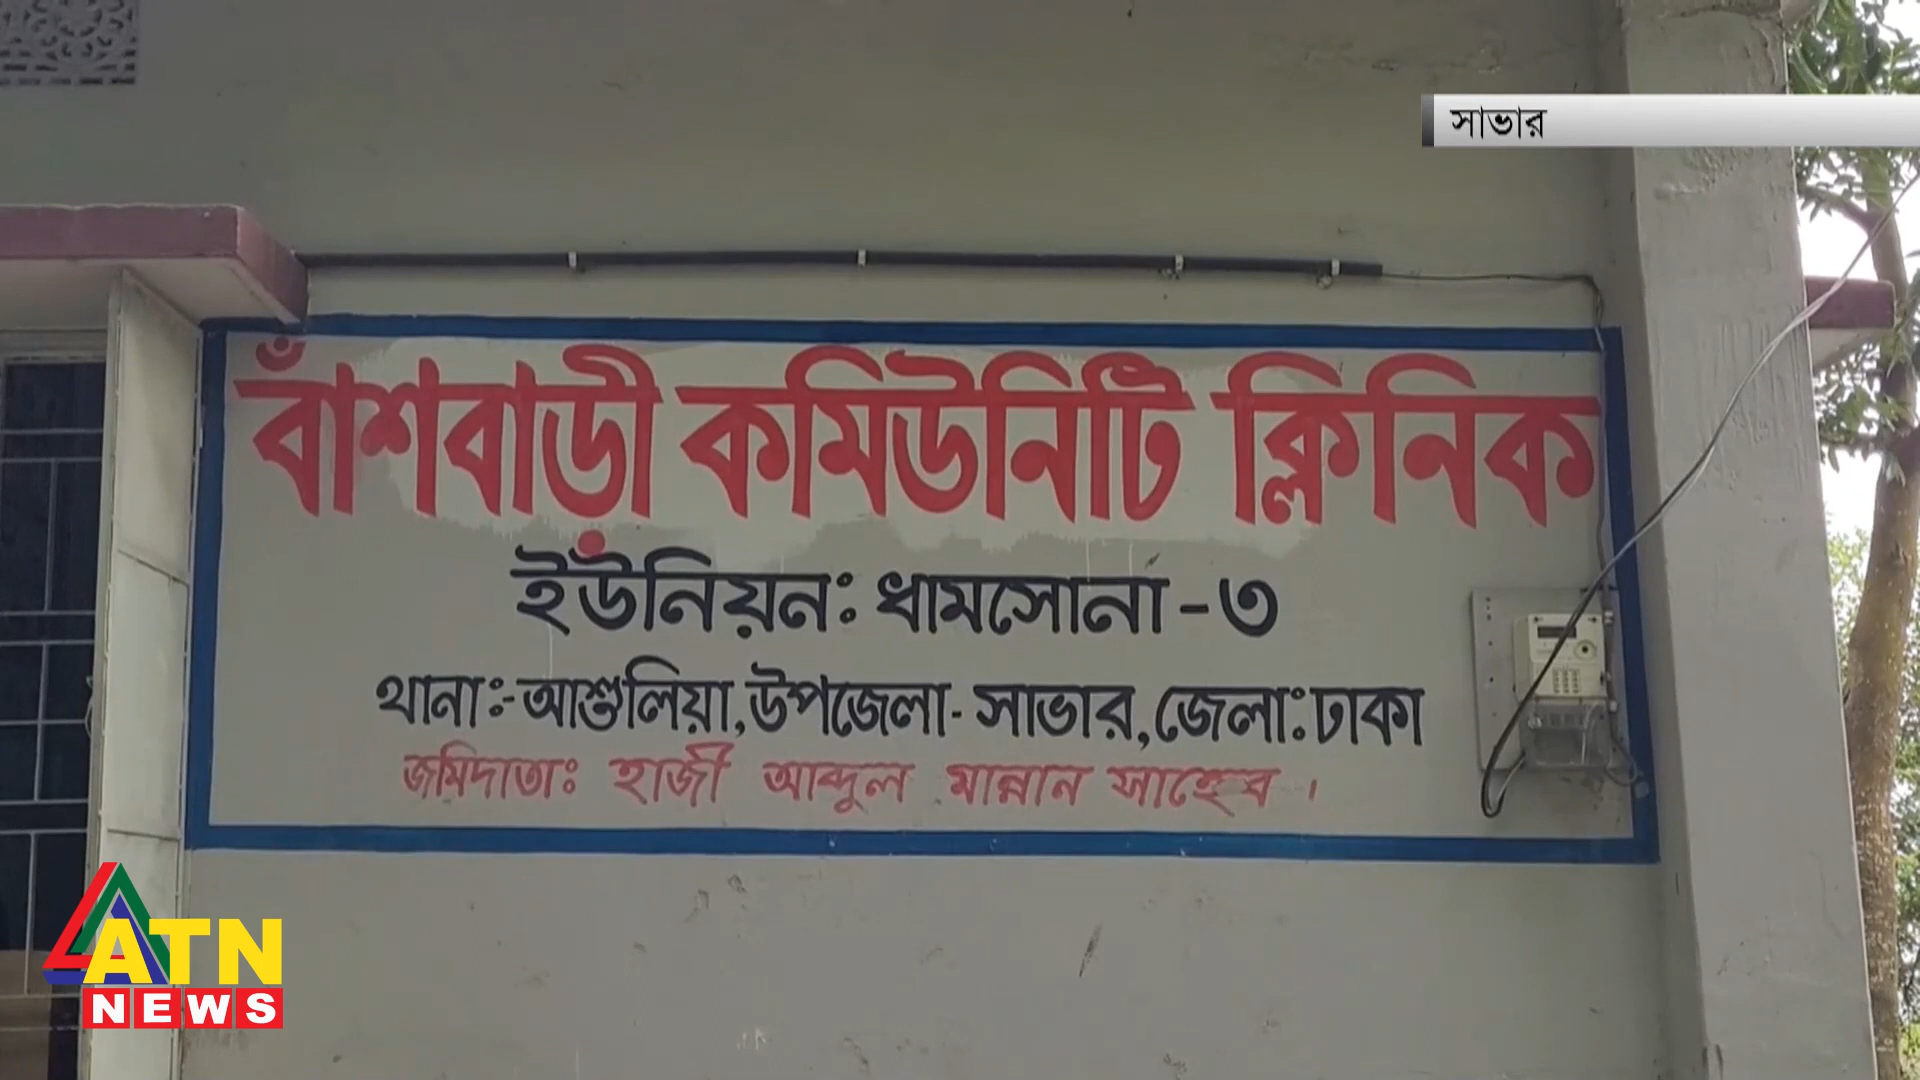 সাভার
বাঁশবাড়ী কমিউনিটি ক্লিনিক
ইউনিয়ন: ধামসোনা -৩
থানাঃ- আশুলিয়া, উপজেলা- সাভার, জেলাঃ ঢাকা
জমিদাতাঃ হাজী আব্দুল মান্নান সাহেব।
ATN
NEWS